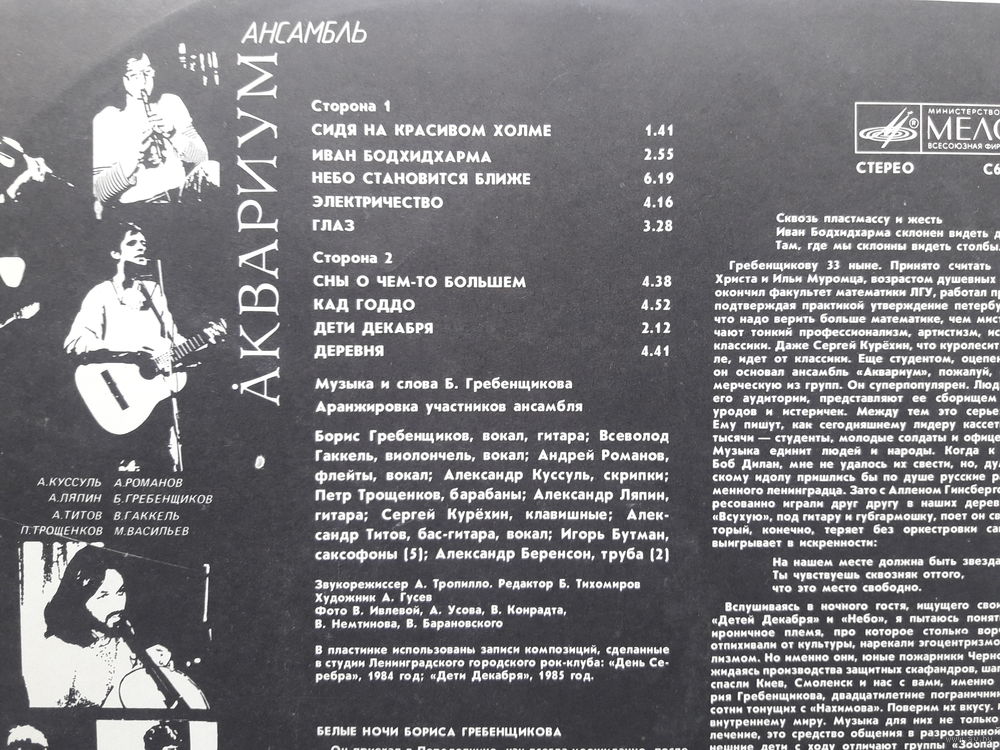 АНСАМБЛЬ
АКВАРИУМ
Сторона 1
СИДЯ НА КРАСИВОМ ХОЛМЕ 1.41
ИВАН БОДХИДХАРМА 2.55
НЕБО СТАНОВИТСЯ БЛИЖЕ 6.19
ЭЛЕКТРИЧЕСТВО 4.16
ГЛАЗ 3.28
Сторона 2
СНЫ О ЧЕМ-ТО БОЛЬШЕМ 4.38
КАД ГОДДО 4.52
ДЕТИ ДЕКАБРЯ 2.12
ДЕРЕВНЯ 4.41
Музыка и слова Б. Гребенщикова
Аранжировка участников ансамбля
Борис Гребенщиков, вокал, гитара; Всеволод
Гаккель, виолончель, вокал; Андрей Романов,
флейты, вокал; Александр Куссуль, скрипки;
Петр Трощенков, барабаны; Александр Ляпин,
гитара; Сергей Курёхин, клавишные; Алек-
сандр Титов, бас-гитара, вокал; Игорь Бутман,
саксофоны (5); Александр Беренсон, труба (2)
А.КУССУЛЬ А.РОМАНОВ
А.ЛЯПИН Б.ГРЕБЕНЩИКОВ
А.ТИТОВ В.ГАККЕЛЬ
П.ТРОЩЕНКОВ М.ВАСИЛЬЕВ
Звукорежиссер А. Тропилло. Редактор Б. Тихомиров
Художник А. Гусев
Фото В. Ивлевой, А. Усова, В. Конрадта,
В. Немтинова, В. Барановского
В пластинке использованы записи композиций, сделанные
в студии Ленинградского городского рок-клуба: «День Се-
ребра», 1984 год; «Дети Декабря», 1985 год.
БЕЛЫЕ НОЧИ БОРИСА ГРЕБЕНЩИКОВА
МИНИСТЕРСТВО
МЕЛО
ВСЕСОЮЗНАЯ ФИР
СТЕРЕО С6
Сквозь пластмассу и жесть
Иван Бодхидхарма склонен видеть д
Там, где мы склонны видеть столбы.
Гребенщикову 33 ныне. Принято считать
Христа и Ильи Муромца, возрастом душевных
окончил факультет математики ЛГУ, работал пр
подтверждая практикой утверждение петербу
что надо верить больше математике, чем мист
чают тонкий профессионализм, артистизм, ис
классики. Даже Сергей Курёхин, что куролесит
ле, идет от классики. Еще студентом, оцепен
он основал ансамбль «Аквариум», пожалуй,
мерческую из групп. Он суперпопулярен. Люд
его аудитории, представляют ее сборищем
уродов и истеричек. Между тем это серье
Ему пишут, как сегодняшнему лидеру кассет
тысячи — студенты, молодые солдаты и офице
Музыка единит людей и народы. Когда к
Боб Дилан, мне не удалось их свести, но, ду
скому идолу пришлись бы по душе русские ра
менного ленинградца. Зато с Алленом Гинсберго
ресованно играли друг другу в наших дерев
«Всухую», под гитару и губгармошку, поет он св
торый, конечно, теряет без оркестровки сам
выигрывает в искренности:
На нашем месте должна быть звезда
Ты чувствуешь сквозняк оттого,
что это место свободно.
Вслушиваясь в ночного гостя, ищущего свои
«Детей Декабря» и «Небо», я пытаюсь понять
ироничное племя, про которое столько ворч
отпихивали от культуры, нарекали эгоцентризмо
лизмом. Но именно они, юные пожарники Черно
жидаясь производства защитных скафандров, шаг
спасли Киев, Смоленск и нас с вами, именно
рия Гребенщикова, двадцатилетние пограничник
сотни тонущих с «Нахимова». Поверим их вкусу.
внутреннему миру. Музыка для них не только
лечение, это средство общения в разрозненном
нешние дети с ходу отличают группу «Зоопа